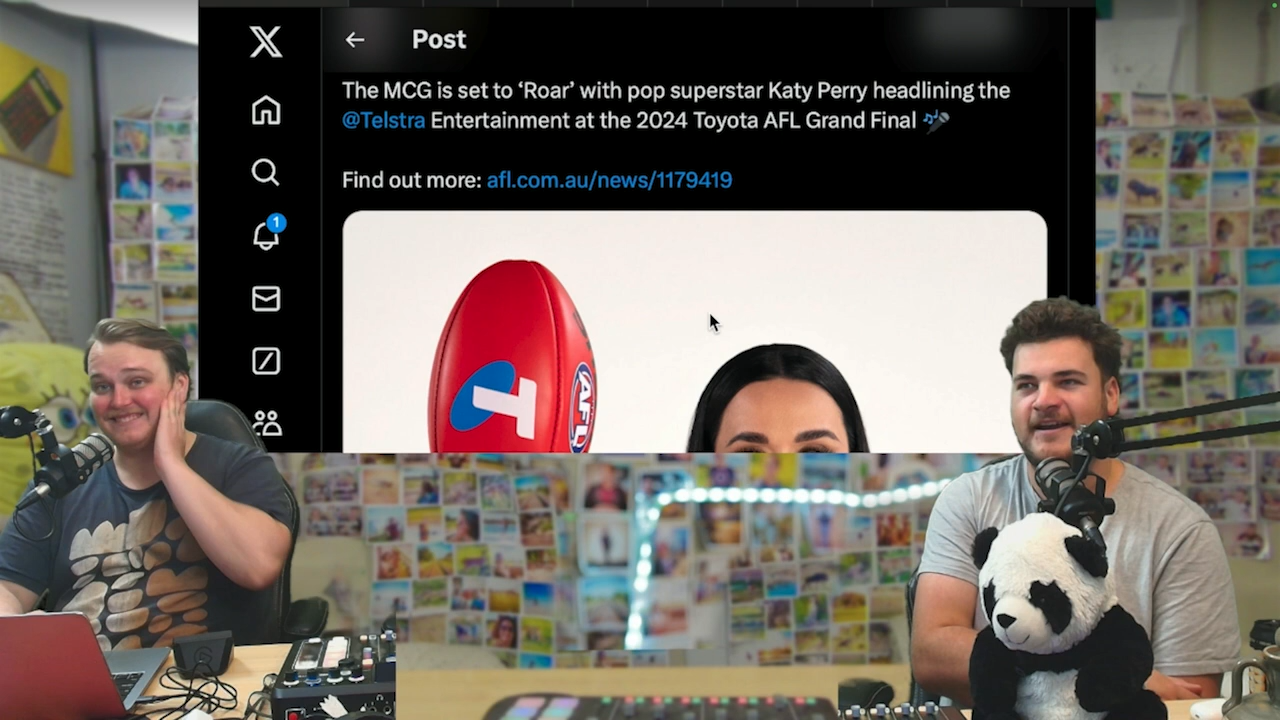 Post
The MCG is set to ‘Roar’ with pop superstar Katy Perry headlining the
@Telstra Entertainment at the 2024 Toyota AFL Grand Final
Find out more: afl.com.au/news/1179419
1
T
AFL